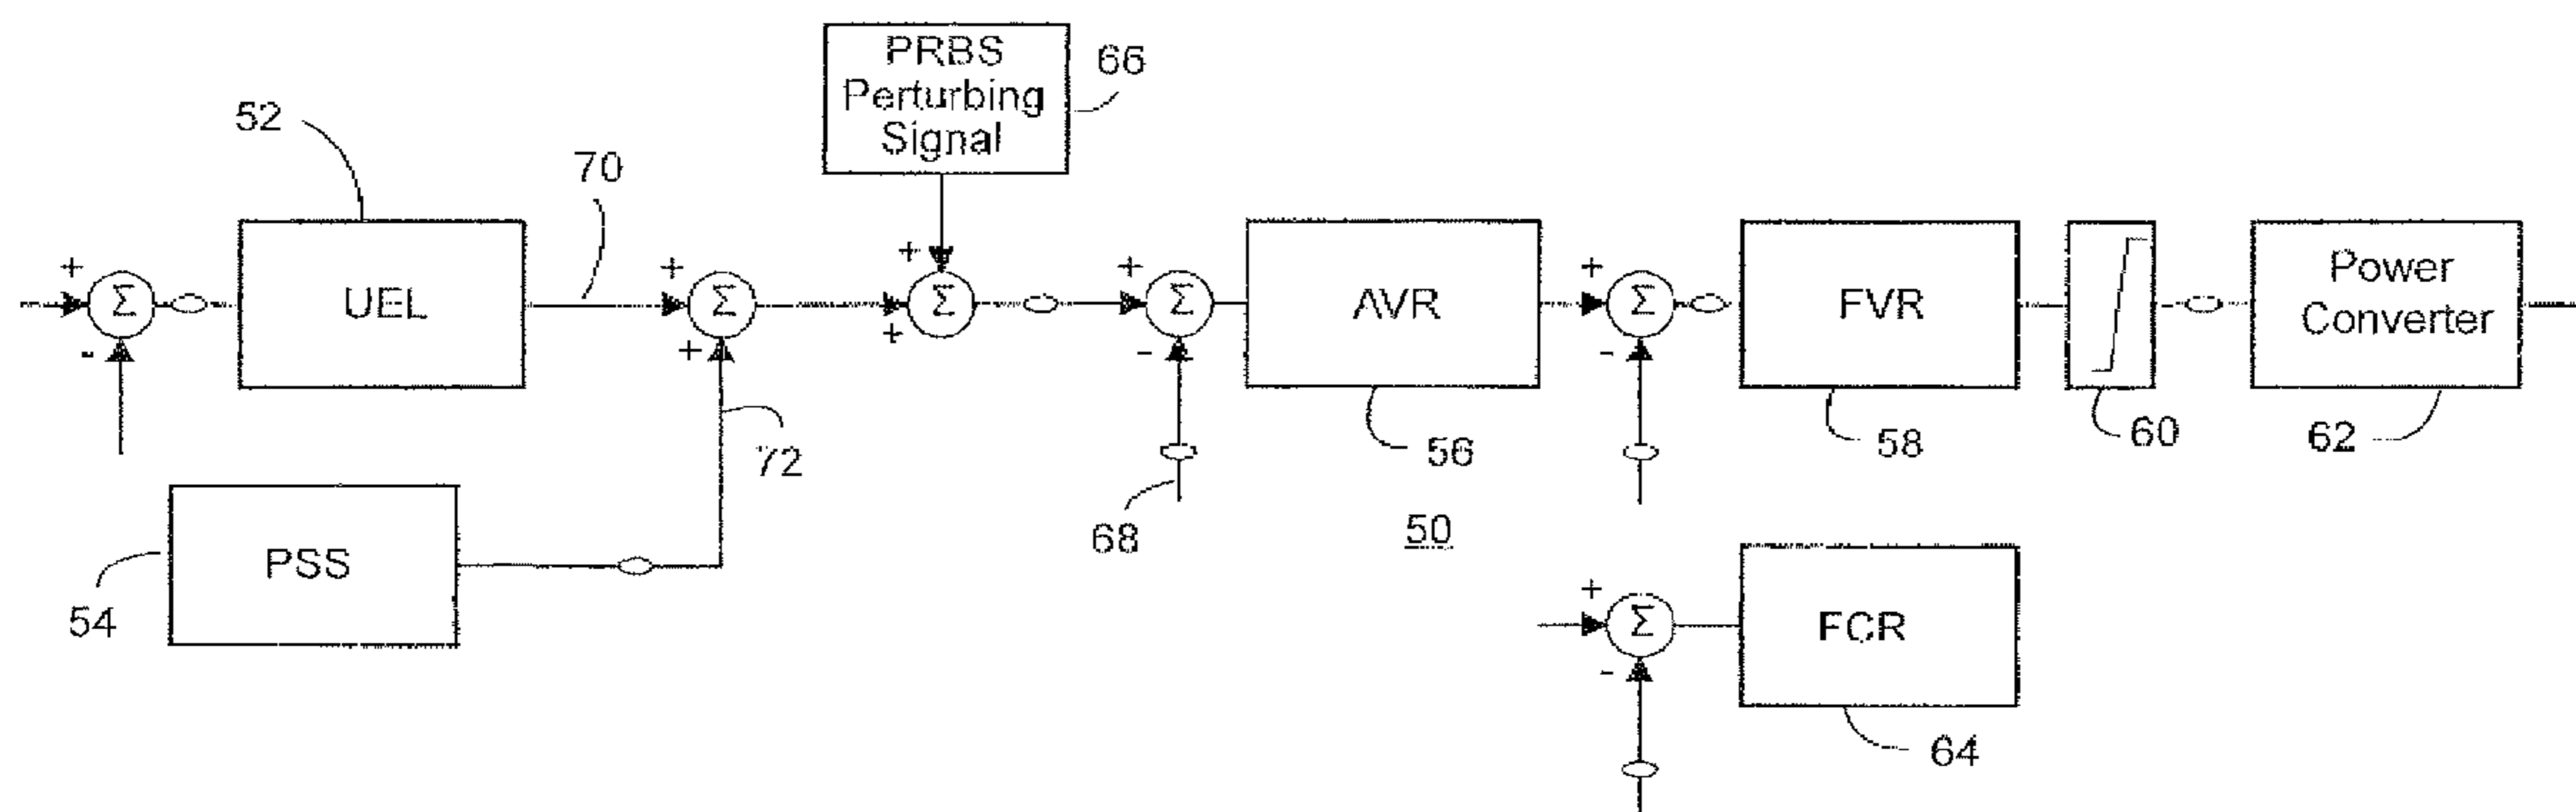 PRBS
Perturbing
Signal
66
52
70
+
UEL
-
Σ
+
Σ
+
72
+
Σ
+
+
Σ
-
68
AVR
56
+
Σ
-
FVR
58
60
Power
Converter
62
PSS
54
50
+
Σ
-
FCR
64